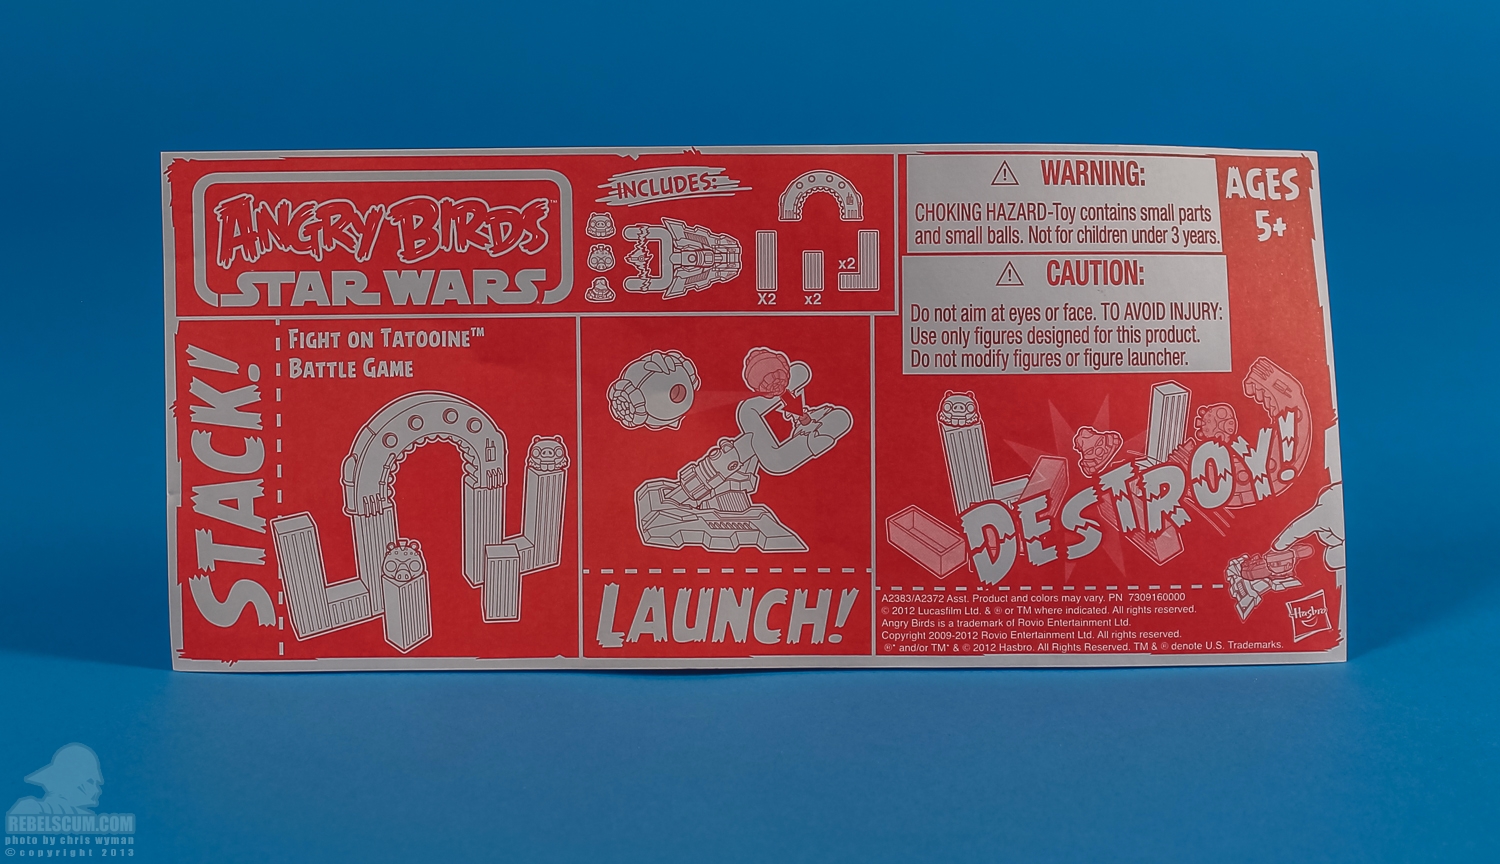 ANGRY BIRDS™
STAR WARS
INCLUDES:
X2
x2
x2
⚠ WARNING:
CHOKING HAZARD-Toy contains small parts
and small balls. Not for children under 3 years.
AGES
5+
⚠ CAUTION:
Do not aim at eyes or face. TO AVOID INJURY:
Use only figures designed for this product.
Do not modify figures or figure launcher.
STACK!
FIGHT ON TATOOINE™
BATTLE GAME
LAUNCH!
DESTROY!
A2383/A2372 Asst. Product and colors may vary. PN 7309160000
© 2012 Lucasfilm Ltd. & ® or TM where indicated. All rights reserved.
Angry Birds is a trademark of Rovio Entertainment Ltd.
Copyright 2009-2012 Rovio Entertainment Ltd. All rights reserved.
®* and/or TM* & © 2012 Hasbro. All Rights Reserved. TM & ® denote U.S. Trademarks.
Hasbro
REBELSCUM.COM
photo by chris wyman
© copyright 2013